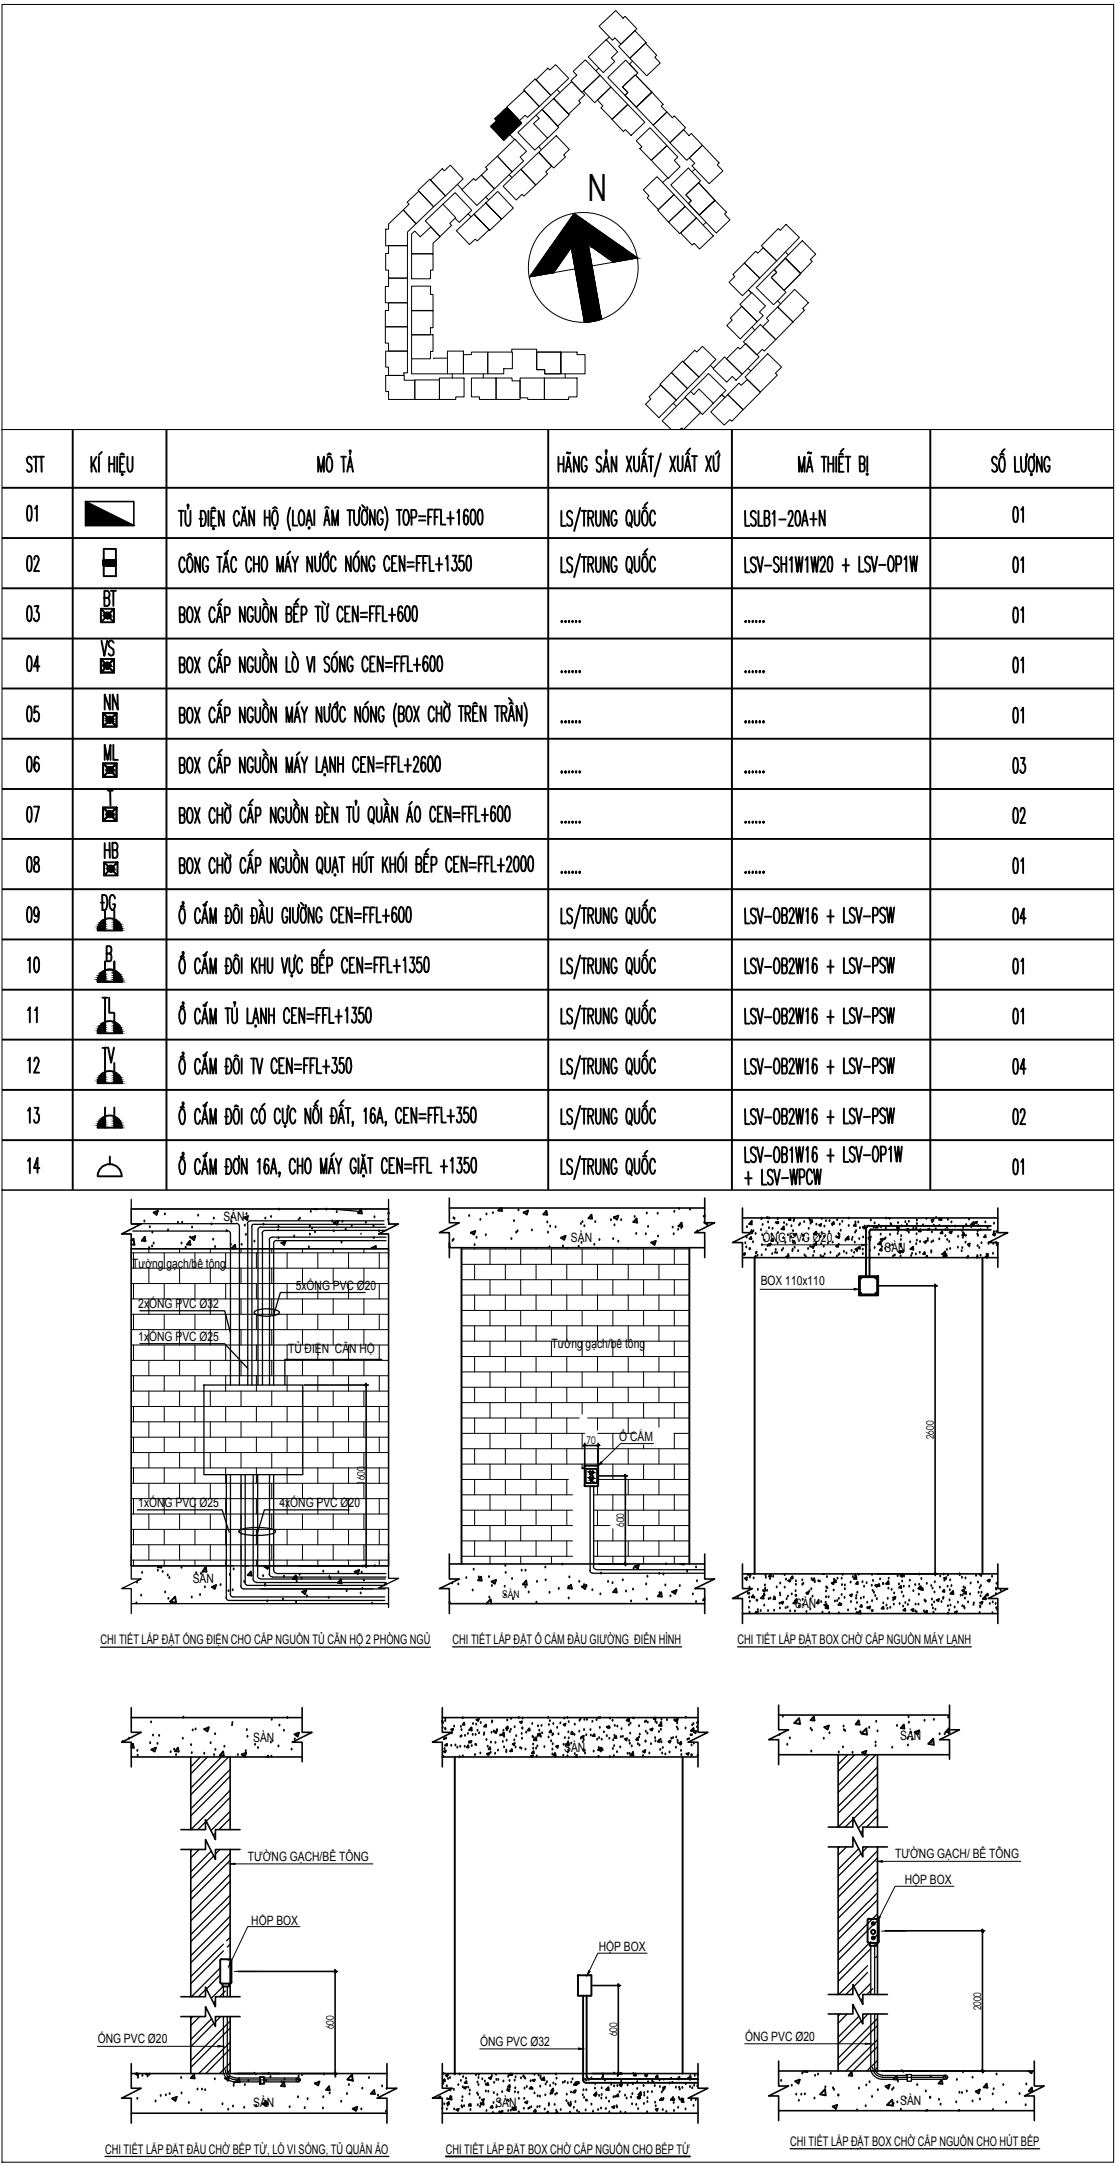 N
STT KÍ HIỆU MÔ TẢ HÃNG SẢN XUẤT/ XUẤT XỨ MÃ THIẾT BỊ SỐ LƯỢNG
01 TỦ ĐIỆN CĂN HỘ (LOẠI ÂM TƯỜNG) TOP=FFL+1600 LS/TRUNG QUỐC LSLB1-20A+N 01
02 CÔNG TẮC CHO MÁY NƯỚC NÓNG CEN=FFL+1350 LS/TRUNG QUỐC LSV-SH1W1W20 + LSV-OP1W 01
03 BT BOX CẤP NGUỒN BẾP TỪ CEN=FFL+600 ...... ...... 01
04 VS BOX CẤP NGUỒN LÒ VI SÓNG CEN=FFL+600 ...... ...... 01
05 NN BOX CẤP NGUỒN MÁY NƯỚC NÓNG (BOX CHỜ TRÊN TRẦN) ...... ...... 01
06 ML BOX CẤP NGUỒN MÁY LẠNH CEN=FFL+2600 ...... ...... 03
07 T BOX CHỜ CẤP NGUỒN ĐÈN TỦ QUẦN ÁO CEN=FFL+600 ...... ...... 02
08 HB BOX CHỜ CẤP NGUỒN QUẠT HÚT KHÓI BẾP CEN=FFL+2000 ...... ...... 01
09 ĐG Ổ CẮM ĐÔI ĐẦU GIƯỜNG CEN=FFL+600 LS/TRUNG QUỐC LSV-OB2W16 + LSV-PSW 04
10 B Ổ CẮM ĐÔI KHU VỰC BẾP CEN=FFL+1350 LS/TRUNG QUỐC LSV-OB2W16 + LSV-PSW 01
11 TL Ổ CẮM TỦ LẠNH CEN=FFL+1350 LS/TRUNG QUỐC LSV-OB2W16 + LSV-PSW 01
12 TV Ổ CẮM ĐÔI TV CEN=FFL+350 LS/TRUNG QUỐC LSV-OB2W16 + LSV-PSW 04
13 Ổ CẮM ĐÔI CÓ CỰC NỐI ĐẤT, 16A, CEN=FFL+350 LS/TRUNG QUỐC LSV-OB2W16 + LSV-PSW 02
14 Ổ CẮM ĐƠN 16A, CHO MÁY GIẶT CEN=FFL +1350 LS/TRUNG QUỐC LSV-OB1W16 + LSV-OP1W 01
+ LSV-WPCW
SÀN
Tường gạch/bê tông
5xỐNG PVC Ø20
2xỐNG PVC Ø32
1xỐNG PVC Ø25
TỦ ĐIỆN CĂN HỘ
1600
1xỐNG PVC Ø25 4xỐNG PVC Ø20
SÀN
CHI TIẾT LẮP ĐẶT ỐNG ĐIỆN CHO CẤP NGUỒN TỦ CĂN HỘ 2 PHÒNG NGỦ
SÀN
Tường gạch/bê tông
70
Ổ CẮM
600
SÀN
CHI TIẾT LẮP ĐẶT Ổ CẮM ĐẦU GIƯỜNG ĐIỂN HÌNH
ỐNG PVC Ø20
SÀN
BOX 110x110
2600
SÀN
CHI TIẾT LẮP ĐẶT BOX CHỜ CẤP NGUỒN MÁY LẠNH
SÀN
TƯỜNG GẠCH/BÊ TÔNG
HỘP BOX
600
ỐNG PVC Ø20
SÀN
CHI TIẾT LẮP ĐẶT ĐẦU CHỜ BẾP TỪ, LÒ VI SÓNG, TỦ QUẦN ÁO
SÀN
HỘP BOX
600
ỐNG PVC Ø32
SÀN
CHI TIẾT LẮP ĐẶT BOX CHỜ CẤP NGUỒN CHO BẾP TỪ
SÀN
TƯỜNG GẠCH/ BÊ TÔNG
HỘP BOX
2000
ỐNG PVC Ø20
SÀN
CHI TIẾT LẮP ĐẶT BOX CHỜ CẤP NGUỒN CHO HÚT BẾP